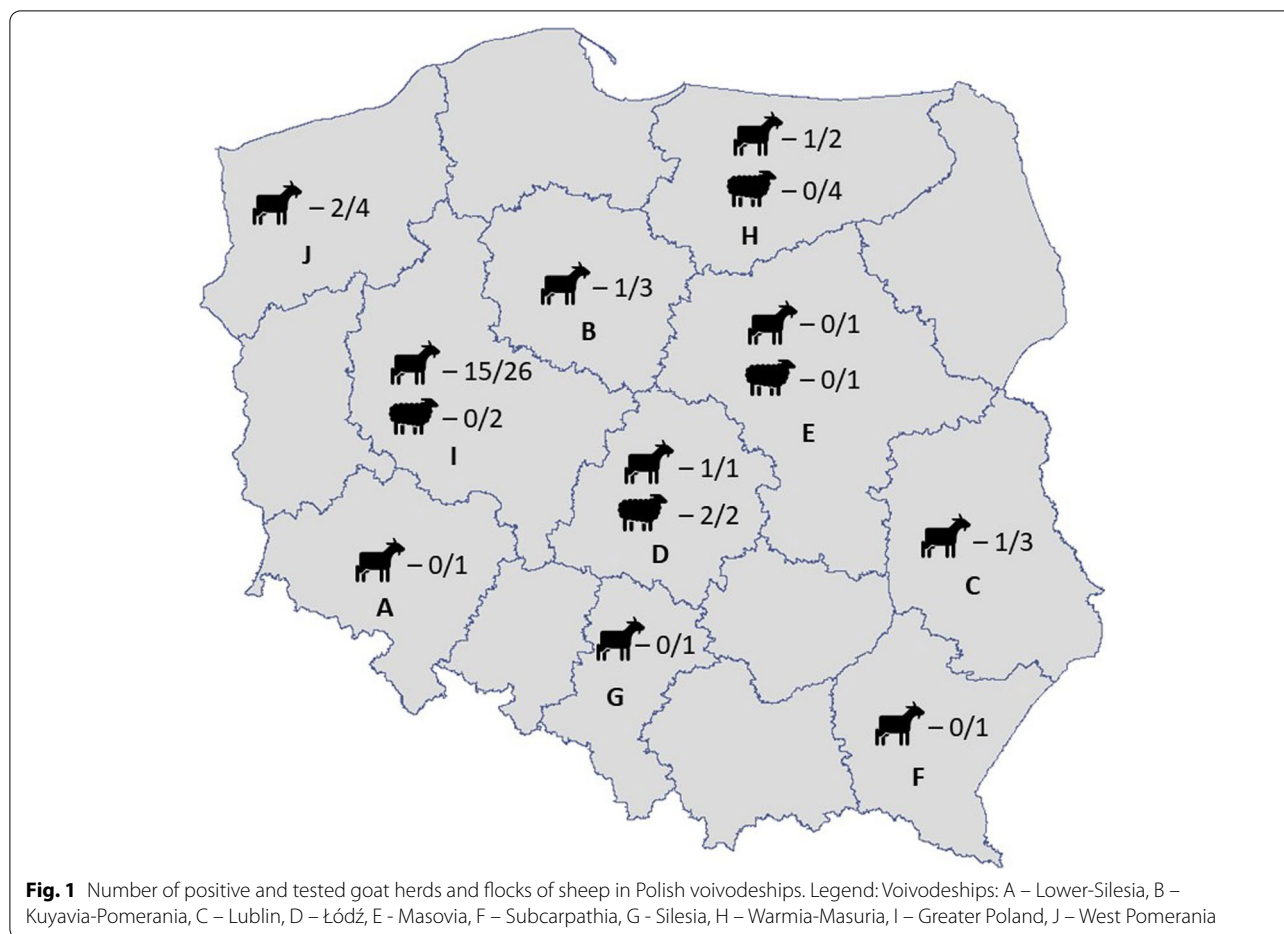 – 1/2
– 0/4
H
– 2/4
J
– 1/3
B
– 0/1
– 0/1
E
– 15/26
– 0/2
I
– 1/1
– 2/2
D
– 1/3
C
– 0/1
A
– 0/1
G
– 0/1
F
Fig. 1 Number of positive and tested goat herds and flocks of sheep in Polish voivodeships. Legend: Voivodeships: A – Lower-Silesia, B –
Kuyavia-Pomerania, C – Lublin, D – Łódź, E - Masovia, F – Subcarpathia, G - Silesia, H – Warmia-Masuria, I – Greater Poland, J – West Pomerania